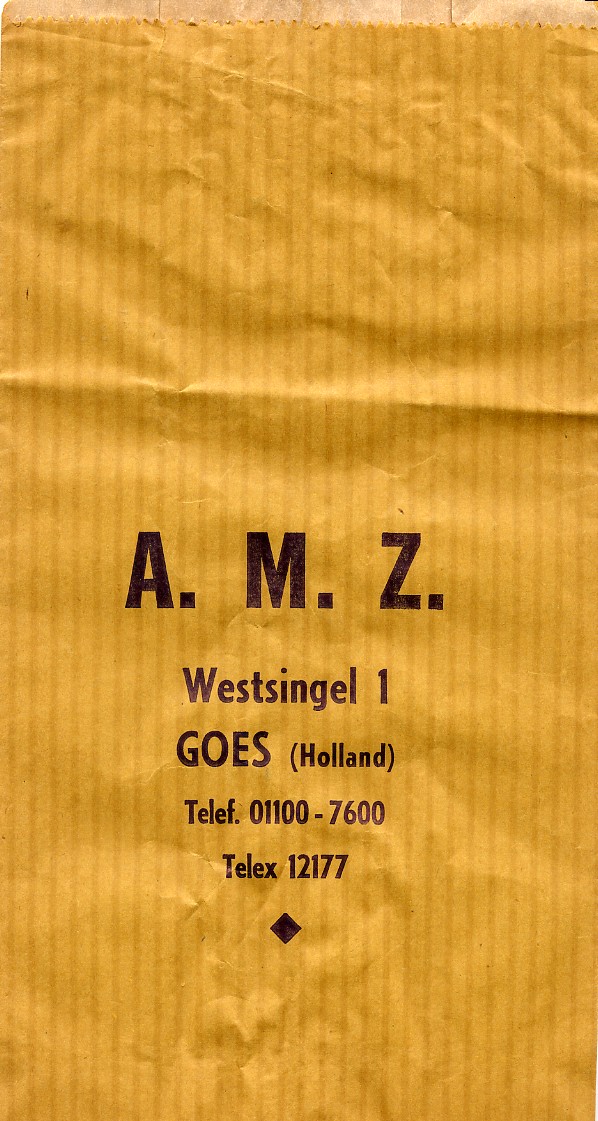 A. M. Z.
Westsingel 1
GOES (Holland)
Telef. 01100-7600
Telex 12177